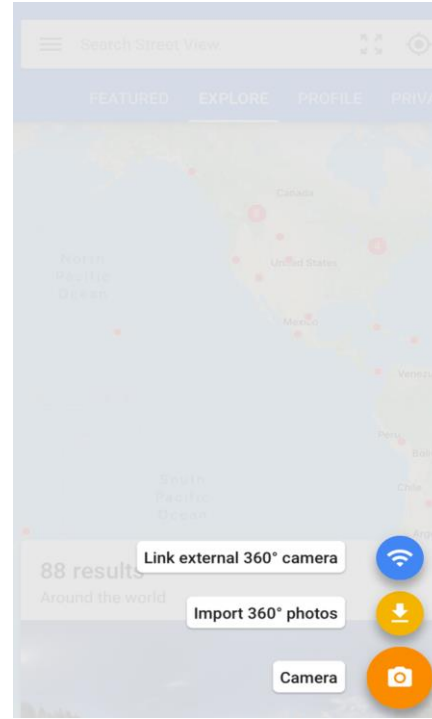 Search Street View
FEATURED EXPLORE PROFILE PRIVA
Canada
North
Pacific
Ocean
United States
Mexico
Venezu
Peru
Boli
South
Pacific
Ocean
Chile
Arg
Link external 360° camera
88 results
Around the world
Import 360° photos
Camera